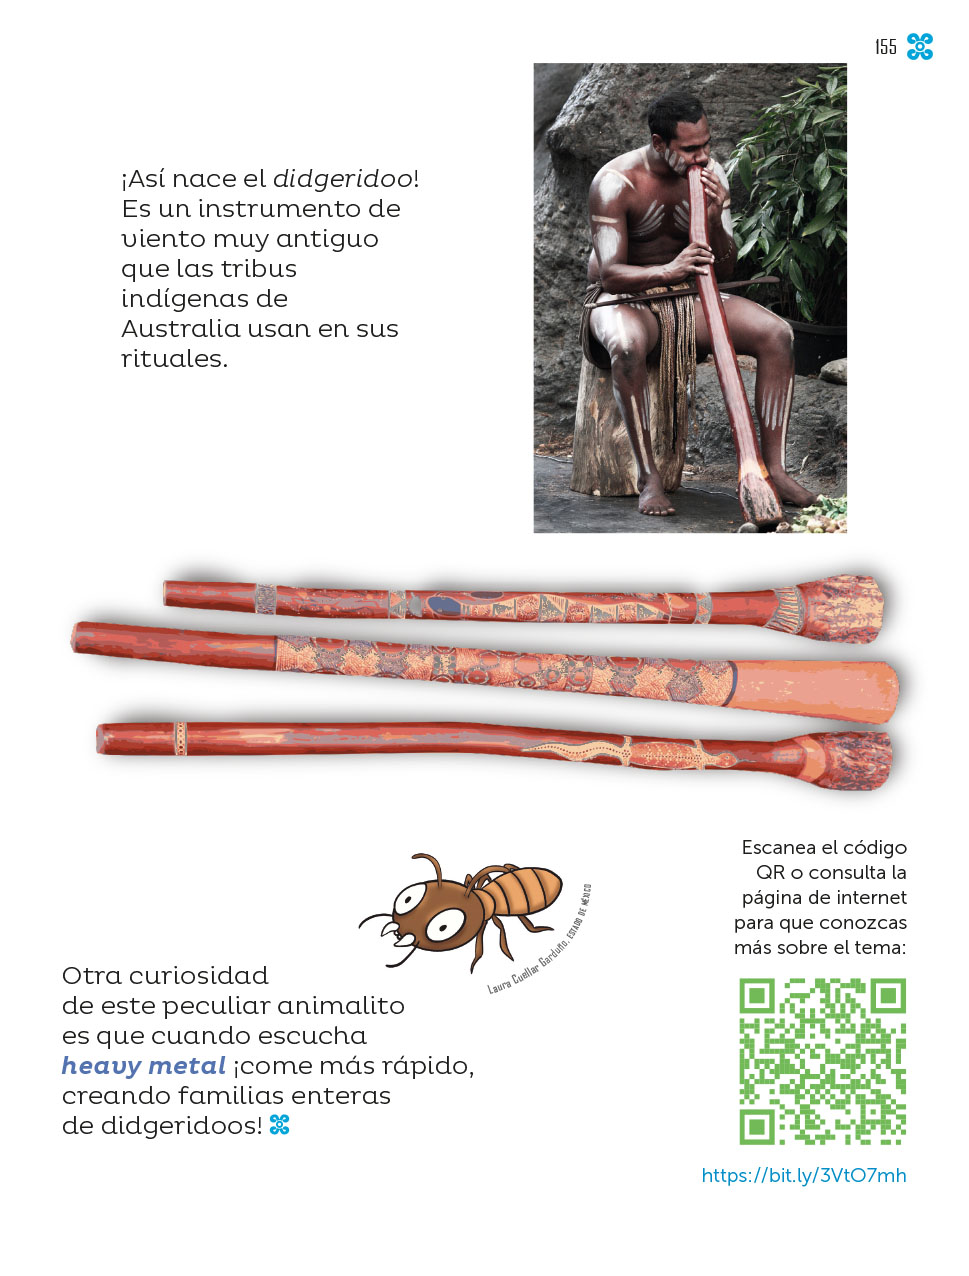 155
¡Así nace el didgeridoo!
Es un instrumento de
viento muy antiguo
que las tribus
indígenas de
Australia usan en sus
rituales.
Laura Cuellar Garduño, ESTADO DE MÉXICO
Escanea el código
QR o consulta la
página de internet
para que conozcas
más sobre el tema:
Otra curiosidad
de este peculiar animalito
es que cuando escucha
heavy metal ¡come más rápido,
creando familias enteras
de didgeridoos!
https://bit.ly/3VtO7mh